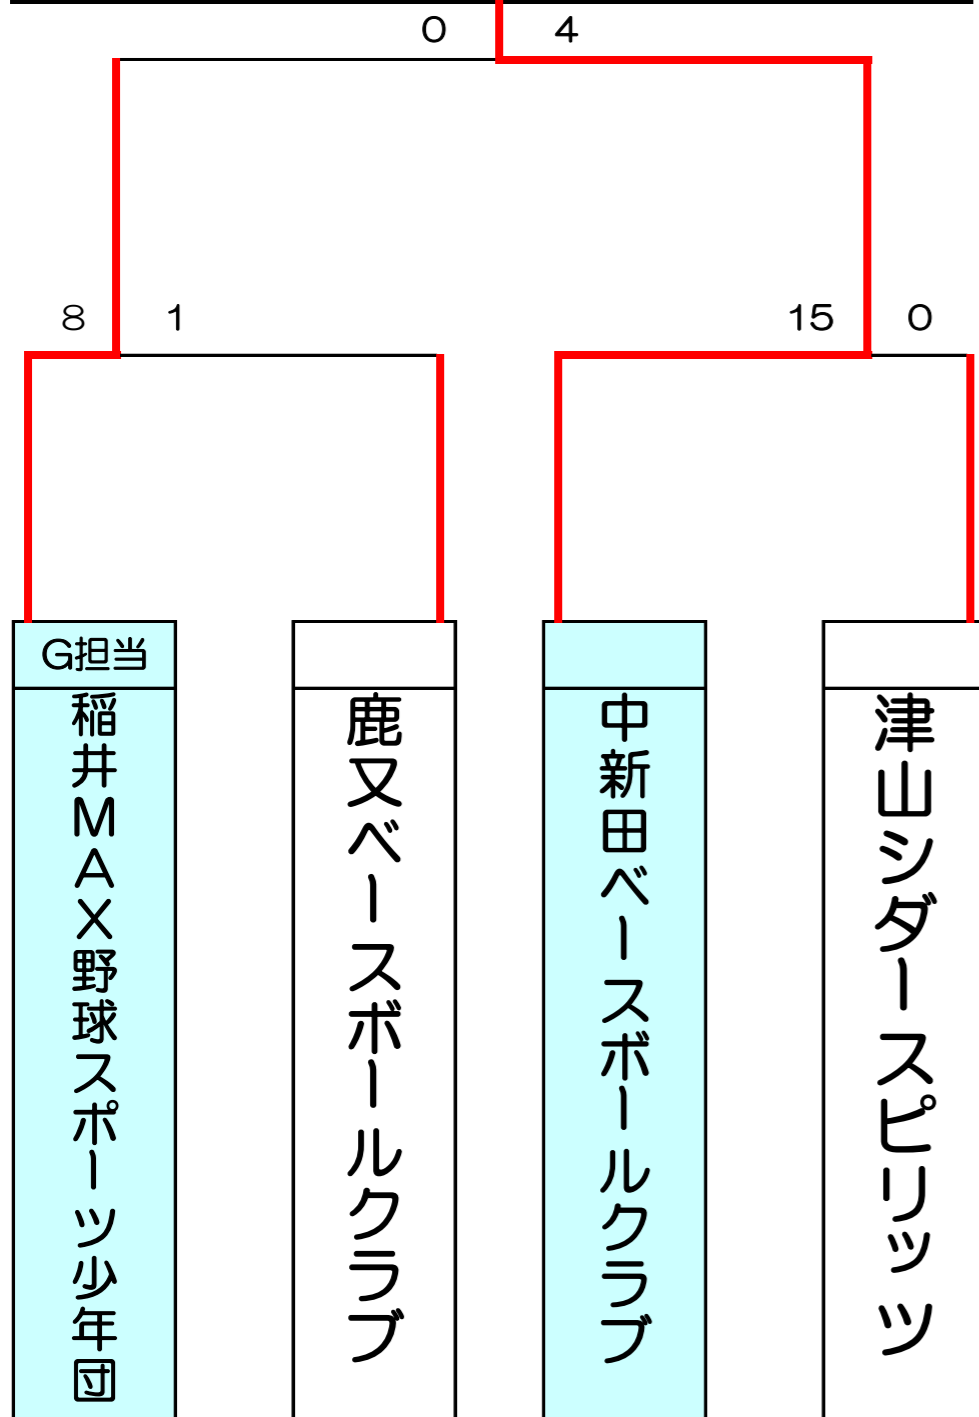 0 4
8 1 15 0
G担当
稲井MAX野球スポーツ少年団
鹿又ベースボールクラブ
中新田ベースボールクラブ
津山シダースピリッツ